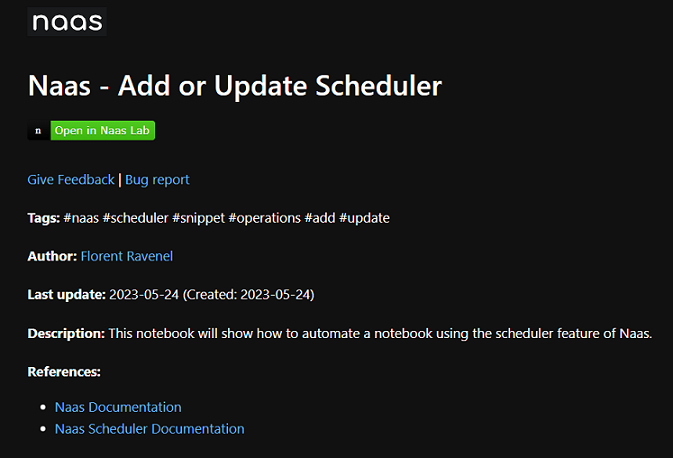 naas
Naas - Add or Update Scheduler
n Open in Naas Lab
Give Feedback | Bug report
Tags: #naas #scheduler #snippet #operations #add #update
Author: Florent Ravenel
Last update: 2023-05-24 (Created: 2023-05-24)
Description: This notebook will show how to automate a notebook using the scheduler feature of Naas.
References:
• Naas Documentation
• Naas Scheduler Documentation